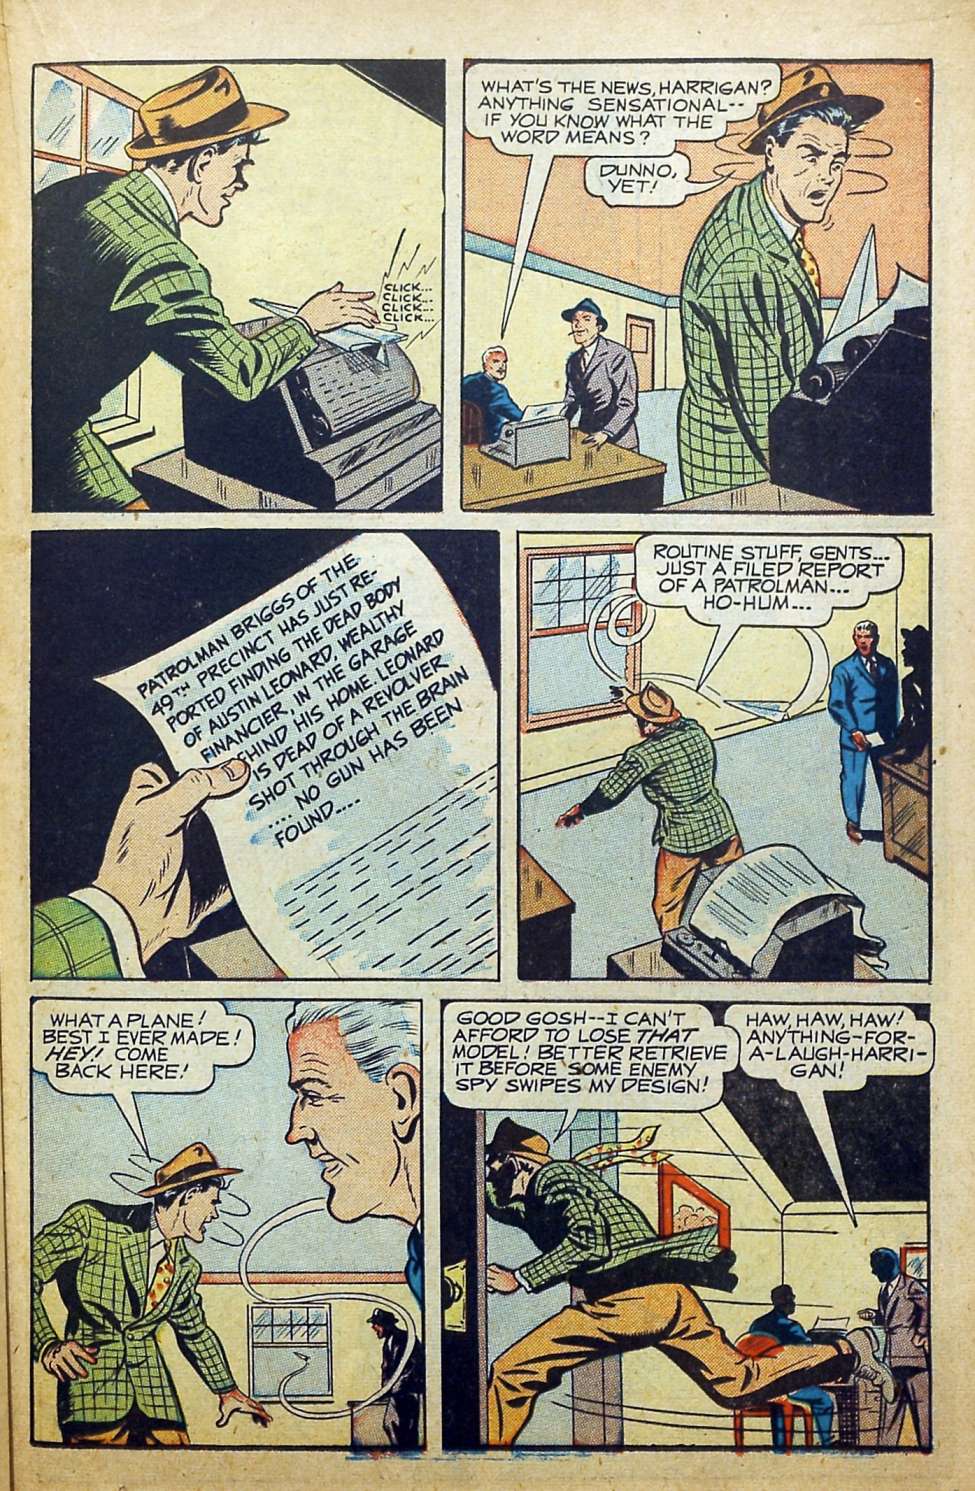 CLICK...
CLICK...
CLICK...
CLICK...
WHAT'S THE NEWS, HARRIGAN?
ANYTHING SENSATIONAL--
IF YOU KNOW WHAT THE
WORD MEANS?
DUNNO,
YET!
PATROLMAN BRIGGS OF THE
49TH PRECINCT HAS JUST RE-
PORTED FINDING THE DEAD BODY
OF AUSTIN LEONARD, WEALTHY
FINANCIER, IN THE GARAGE
BEHIND HIS HOME. LEONARD
IS DEAD OF A REVOLVER
SHOT THROUGH THE BRAIN
.... NO GUN HAS BEEN
FOUND....
ROUTINE STUFF, GENTS...
JUST A FILED REPORT
OF A PATROLMAN...
HO-HUM...
WHAT A PLANE!
BEST I EVER MADE!
HEY! COME
BACK HERE!
GOOD GOSH--I CAN'T
AFFORD TO LOSE THAT
MODEL! BETTER RETRIEVE
IT BEFORE SOME ENEMY
SPY SWIPES MY DESIGN!
HAW, HAW, HAW!
ANYTHING-FOR-
A-LAUGH-HARRI-
GAN!